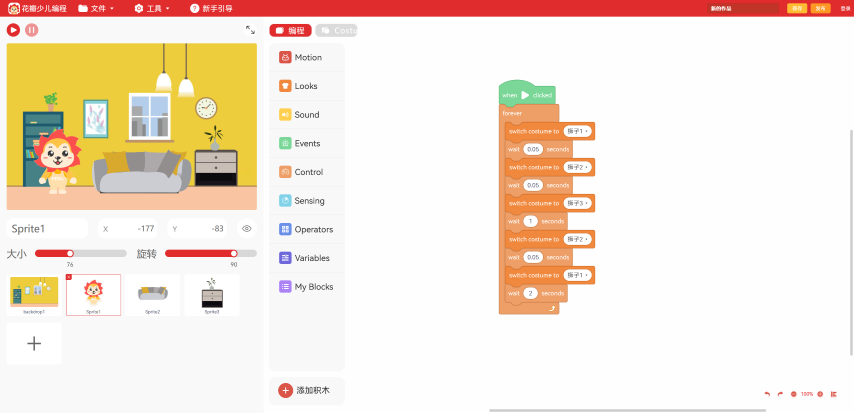 花瓣少儿编程
文件
工具
新手引导
新的作品
登录
编程
Costu
Motion
Looks
Sound
Events
Control
Sensing
Operators
Variables
My Blocks
添加积木
Sprite1
X -177
Y -83
大小
76
旋转
90
backdrop1
Sprite1
Sprite2
Sprite3
when clicked
forever
switch costume to 狮子1
wait 0.05 seconds
switch costume to 狮子2
wait 0.05 seconds
switch costume to 狮子3
wait 1 seconds
switch costume to 狮子2
wait 0.05 seconds
switch costume to 狮子1
wait 2 seconds
100%